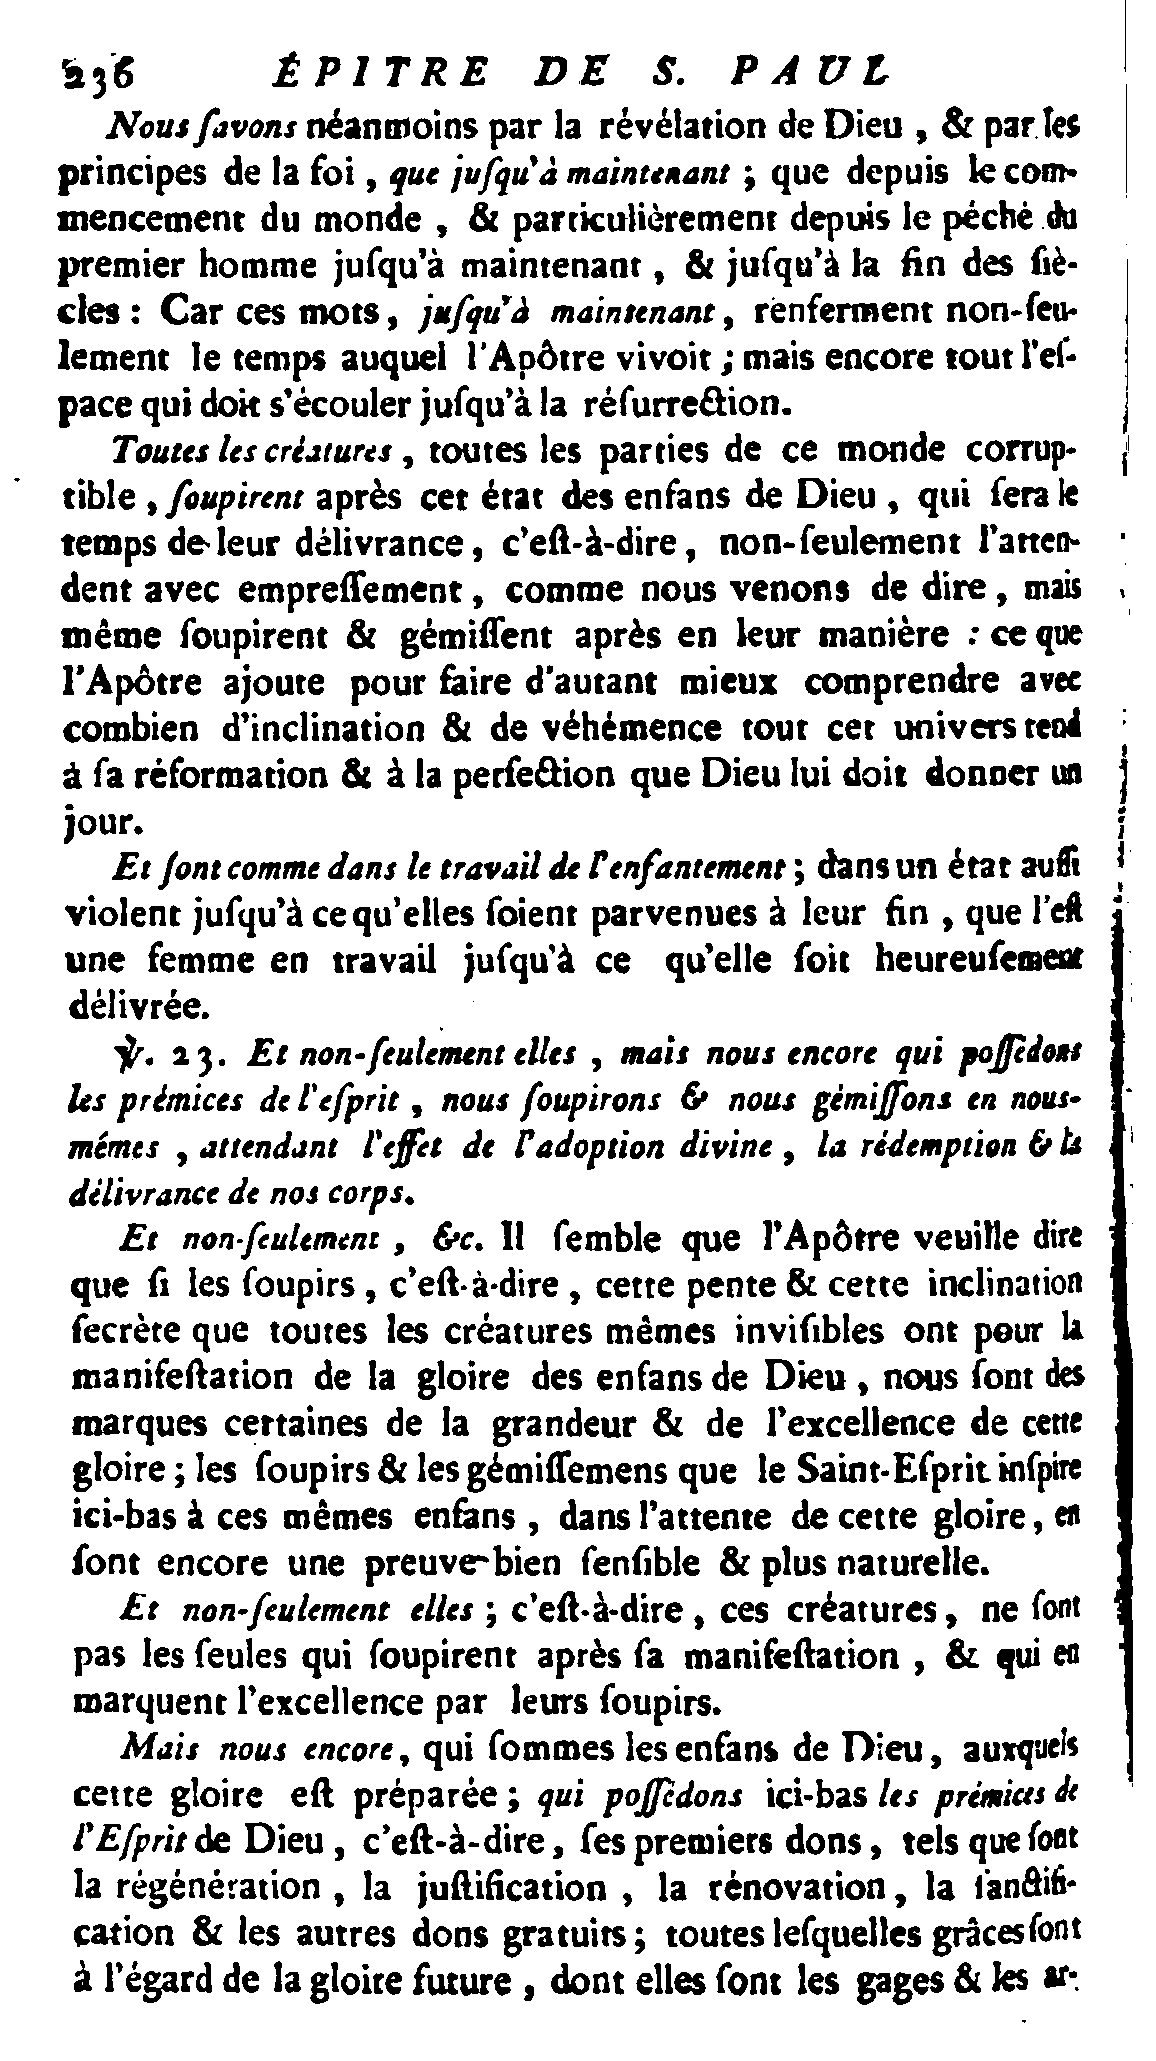 236 ÉPITRE DE S. PAUL
Nous ſavons néanmoins par la révélation de Dieu, & par les
principes de la foi, que juſqu'à maintenant ; que depuis le com-
mencement du monde, & particulièrement depuis le péché du
premier homme juſqu'à maintenant, & juſqu'à la fin des ſiè-
cles : Car ces mots, juſqu'à maintenant, renferment non-ſeu-
lement le temps auquel l'Apôtre vivoit ; mais encore tout l'eſ-
pace qui doit s'écouler juſqu'à la réſurrection.
Toutes les créatures, toutes les parties de ce monde corrup-
tible, ſoupirent après cet état des enfans de Dieu, qui ſera le
temps de leur délivrance, c'eſt-à-dire, non-ſeulement l'atten-
dent avec empreſſement, comme nous venons de dire, mais
même ſoupirent & gémiſſent après en leur manière : ce que
l'Apôtre ajoute pour faire d'autant mieux comprendre avec
combien d'inclination & de véhémence tout cet univers tend
à ſa réformation & à la perfection que Dieu lui doit donner un
jour.
Et ſont comme dans le travail de l'enfantement ; dans un état auſſi
violent juſqu'à ce qu'elles ſoient parvenues à leur fin, que l'eſt
une femme en travail juſqu'à ce qu'elle ſoit heureuſement
délivrée.
℣. 23. Et non-ſeulement elles, mais nous encore qui poſſédons
les prémices de l'eſprit, nous ſoupirons & nous gémiſſons en nous-
mêmes, attendant l'effet de l'adoption divine, la rédemption & la
délivrance de nos corps.
Et non-ſeulement, &c. Il ſemble que l'Apôtre veuille dire
que ſi les ſoupirs, c'eſt-à-dire, cette pente & cette inclination
ſecrète que toutes les créatures mêmes inviſibles ont pour la
manifeſtation de la gloire des enfans de Dieu, nous ſont des
marques certaines de la grandeur & de l'excellence de cette
gloire ; les ſoupirs & les gémiſſemens que le Saint-Eſprit inſpire
ici-bas à ces mêmes enfans, dans l'attente de cette gloire, en
ſont encore une preuve bien ſenſible & plus naturelle.
Et non-ſeulement elles ; c'eſt-à-dire, ces créatures, ne ſont
pas les ſeules qui ſoupirent après ſa manifeſtation, & qui en
marquent l'excellence par leurs ſoupirs.
Mais nous encore, qui ſommes les enfans de Dieu, auxquels
cette gloire eſt préparée ; qui poſſédons ici-bas les prémices de
l'Eſprit de Dieu, c'eſt-à-dire, ſes premiers dons, tels que ſont
la régénération, la juſtification, la rénovation, la ſanctifi-
cation & les autres dons gratuits ; toutes leſquelles grâces ſont
à l'égard de la gloire future, dont elles ſont les gages & les ar-